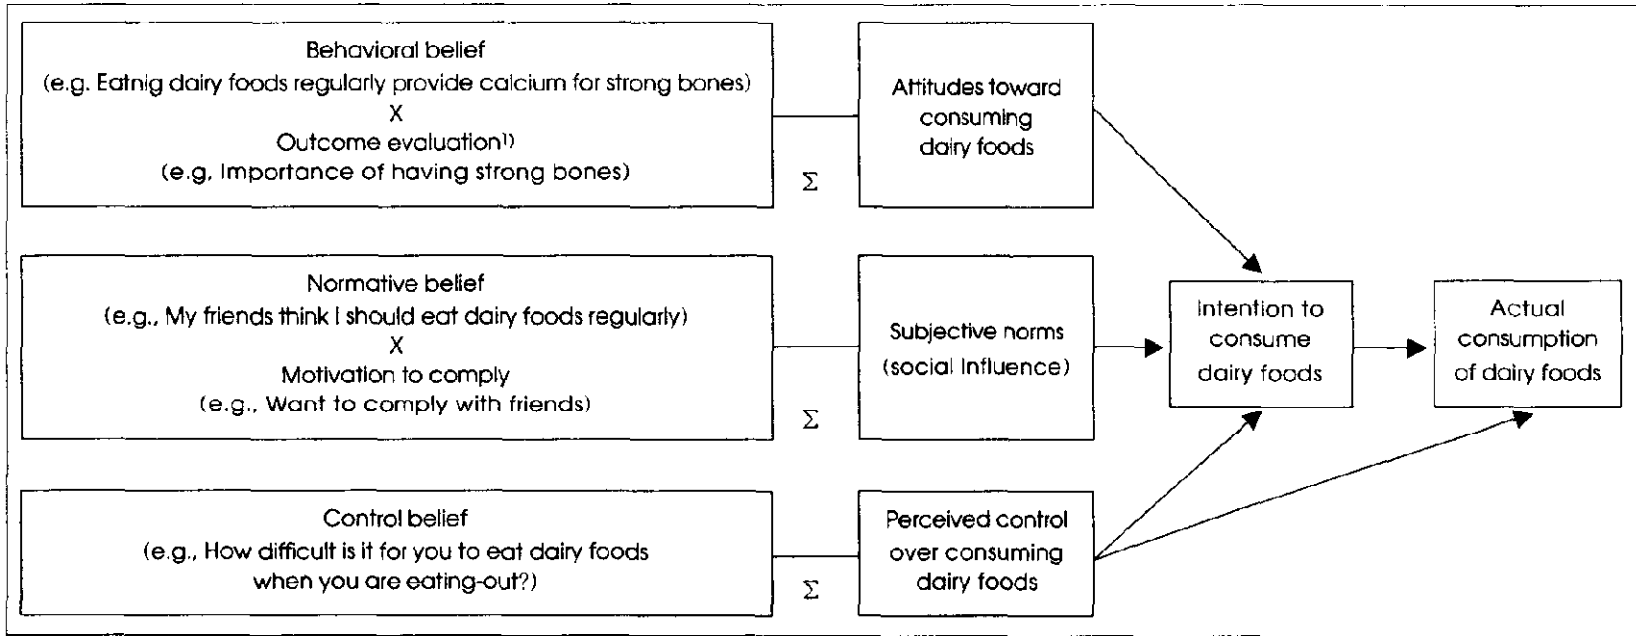 Behavioral belief
(e.g. Eatnig dairy foods regularly provide calcium for strong bones)
X
Outcome evaluation¹⁾
(e.g, Importance of having strong bones)
Σ
Attitudes toward
consuming
dairy foods
Normative belief
(e.g., My friends think I should eat dairy foods regularly)
X
Motivation to comply
(e.g., Want to comply with friends)
Σ
Subjective norms
(social Influence)
Control belief
(e.g., How difficult is it for you to eat dairy foods
when you are eating-out?)
Σ
Perceived control
over consuming
dairy foods
Intention to
consume
dairy foods
Actual
consumption
of dairy foods